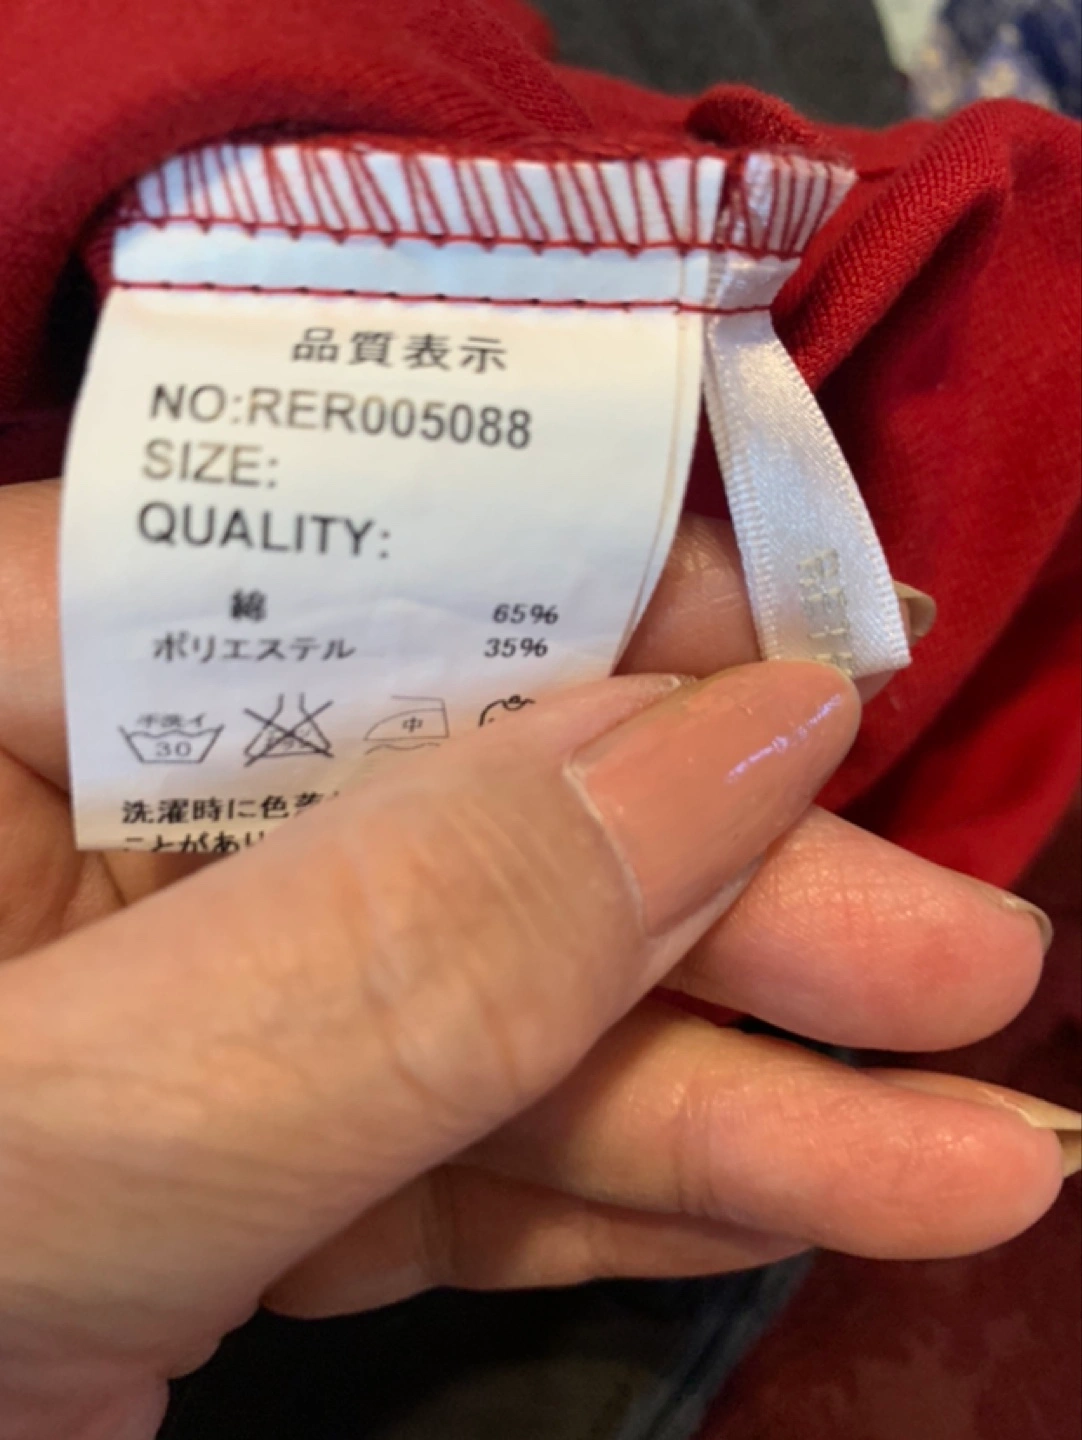 品質表示
NO:RER005088
SIZE:
QUALITY:
綿 65%
ポリエステル 35%
手洗イ
30
中
洗濯時に色落
ことがあり